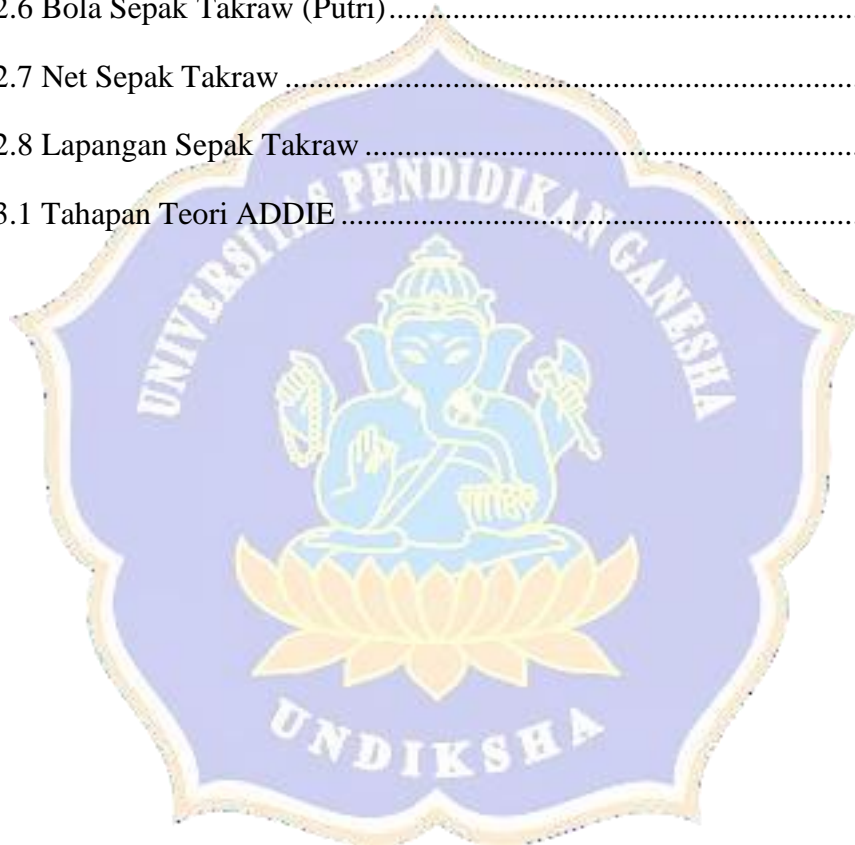 2.6 Bola Sepak Takraw (Putri)
2.7 Net Sepak Takraw
2.8 Lapangan Sepak Takraw
3.1 Tahapan Teori ADDIE
UNIVERSITAS PENDIDIKAN GANESHA
UNDIKSHA